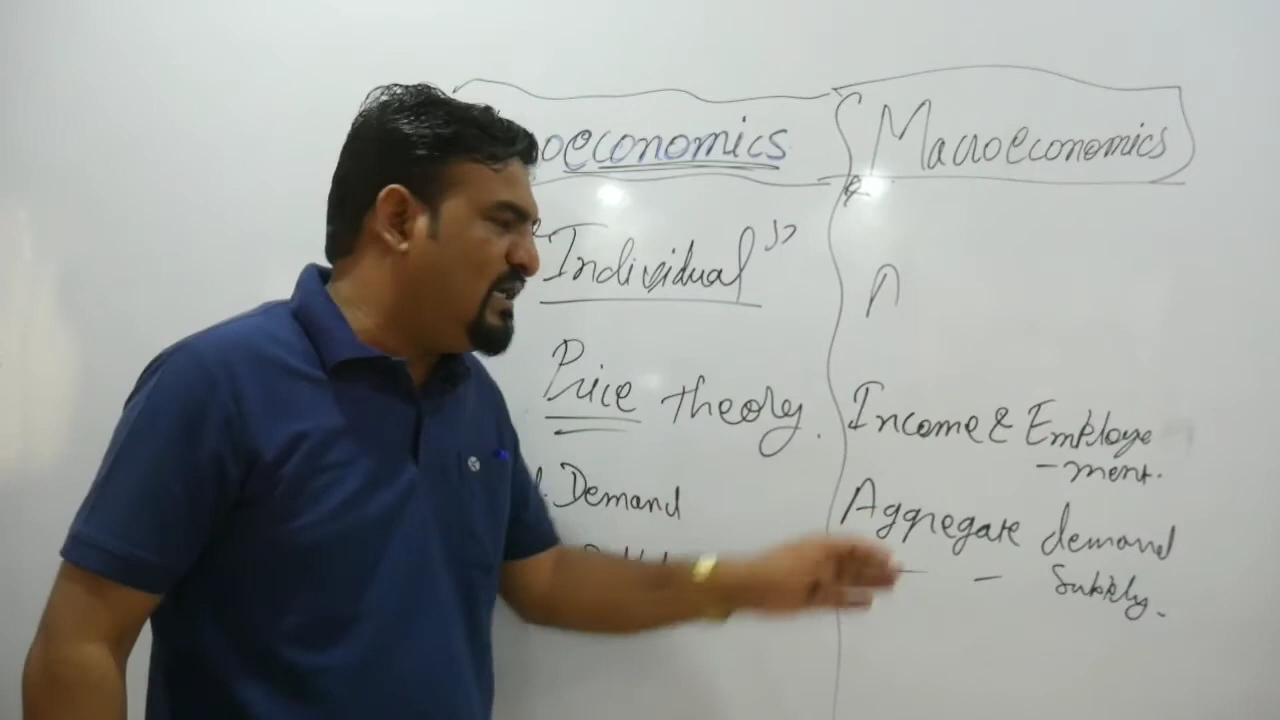 oeconomics
Macroeconomics
"Individual"
Price theory.
Income & Employe
-ment.
Demand
Aggregate demand
— — Supply.